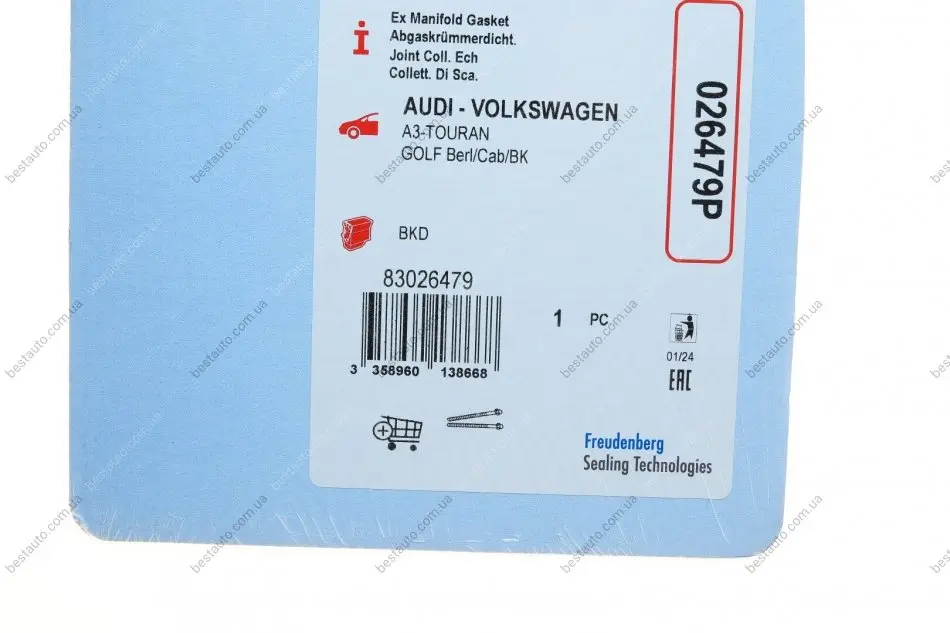 Ex Manifold Gasket
Abgaskrümmerdicht.
Joint Coll. Ech
Collett. Di Sca.
AUDI - VOLKSWAGEN
A3-TOURAN
GOLF Berl/Cab/BK
026479P
BKD
83026479
3 358960 138668
1 PC
01/24
EAC
Freudenberg
Sealing Technologies
bestauto.com.ua